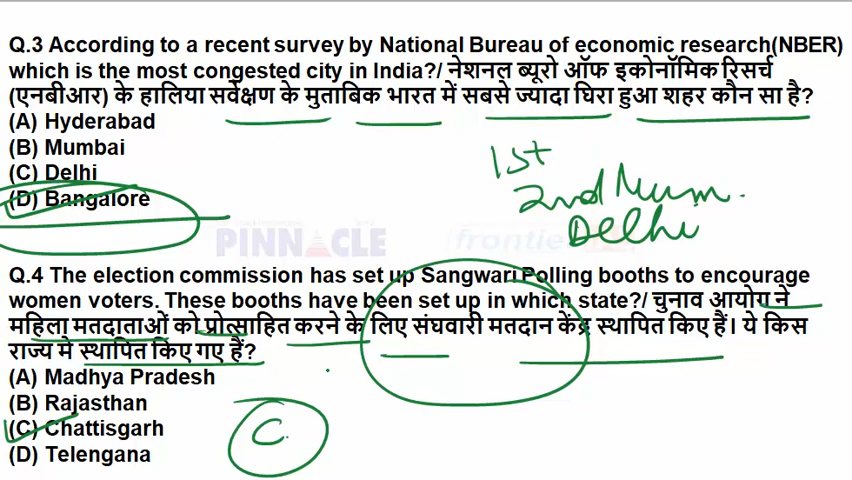 Q.3 According to a recent survey by National Bureau of economic research(NBER)
which is the most congested city in India?/ नेशनल ब्यूरो ऑफ इकोनॉमिक रिसर्च
(एनबीआर) के हालिया सर्वेक्षण के मुताबिक भारत में सबसे ज्यादा घिरा हुआ शहर कौन सा है?
(A) Hyderabad
(B) Mumbai
(C) Delhi
(D) Bangalore
1st
2nd Mum.
Delhi
PINNACLE
frontie
Q.4 The election commission has set up Sangwari Polling booths to encourage
women voters. These booths have been set up in which state?/ चुनाव आयोग ने
महिला मतदाताओं को प्रोत्साहित करने के लिए संघवारी मतदान केंद्र स्थापित किए हैं। ये किस
राज्य मे स्थापित किए गए हैं?
(A) Madhya Pradesh
(B) Rajasthan
(C) Chattisgarh
(D) Telengana
C